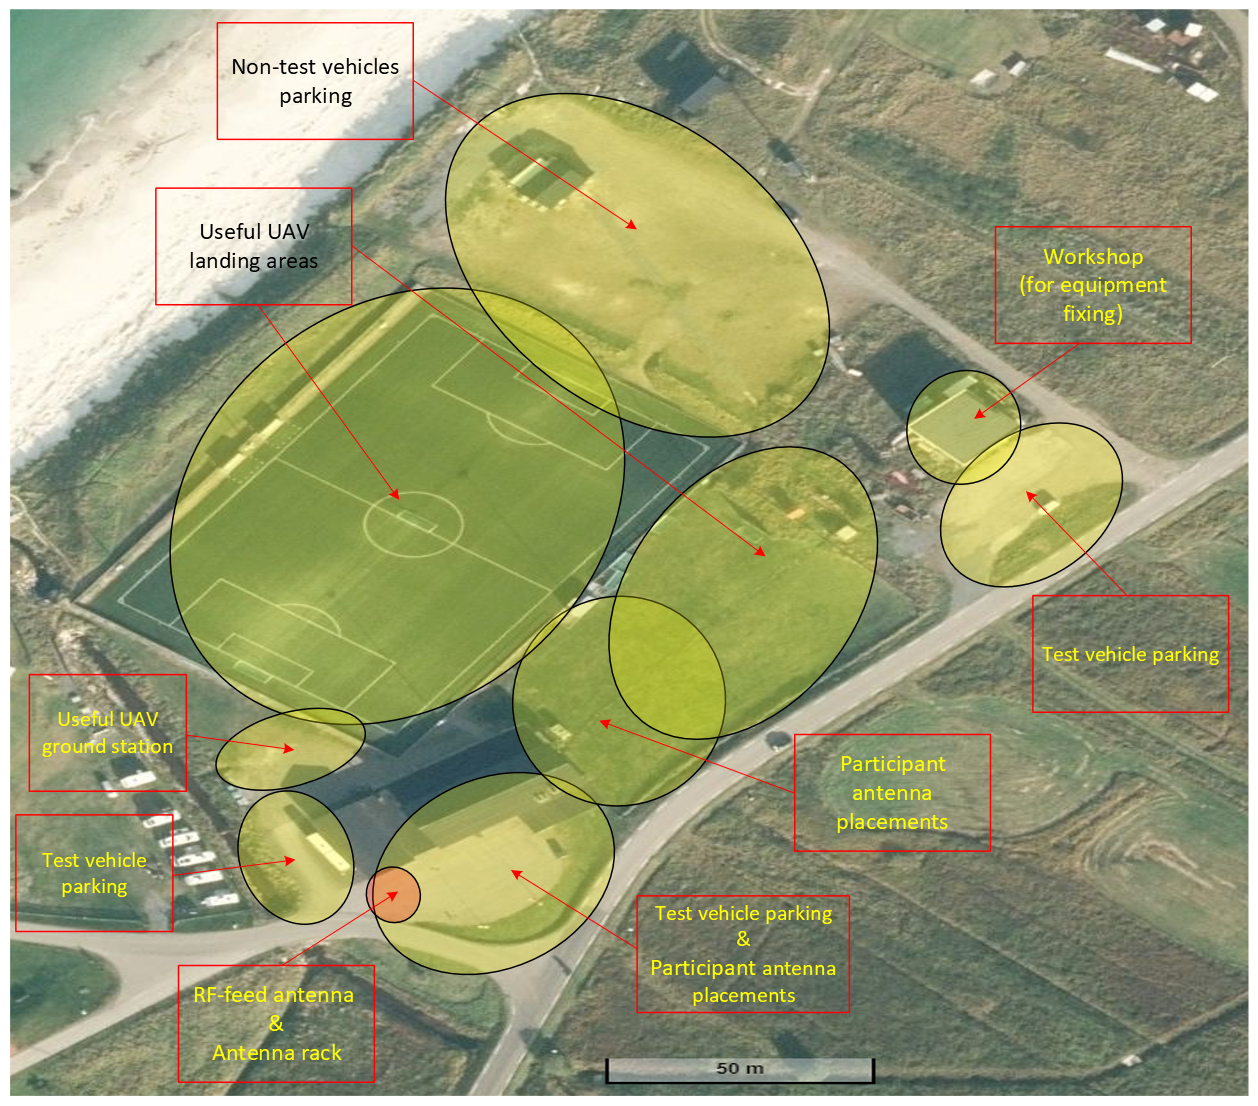 Non-test vehicles
parking
Useful UAV
landing areas
Workshop
(for equipment
fixing)
Test vehicle parking
Useful UAV
ground station
Participant
antenna
placements
Test vehicle
parking
Test vehicle parking
&
Participant antenna
placements
RF-feed antenna
&
Antenna rack
50 m